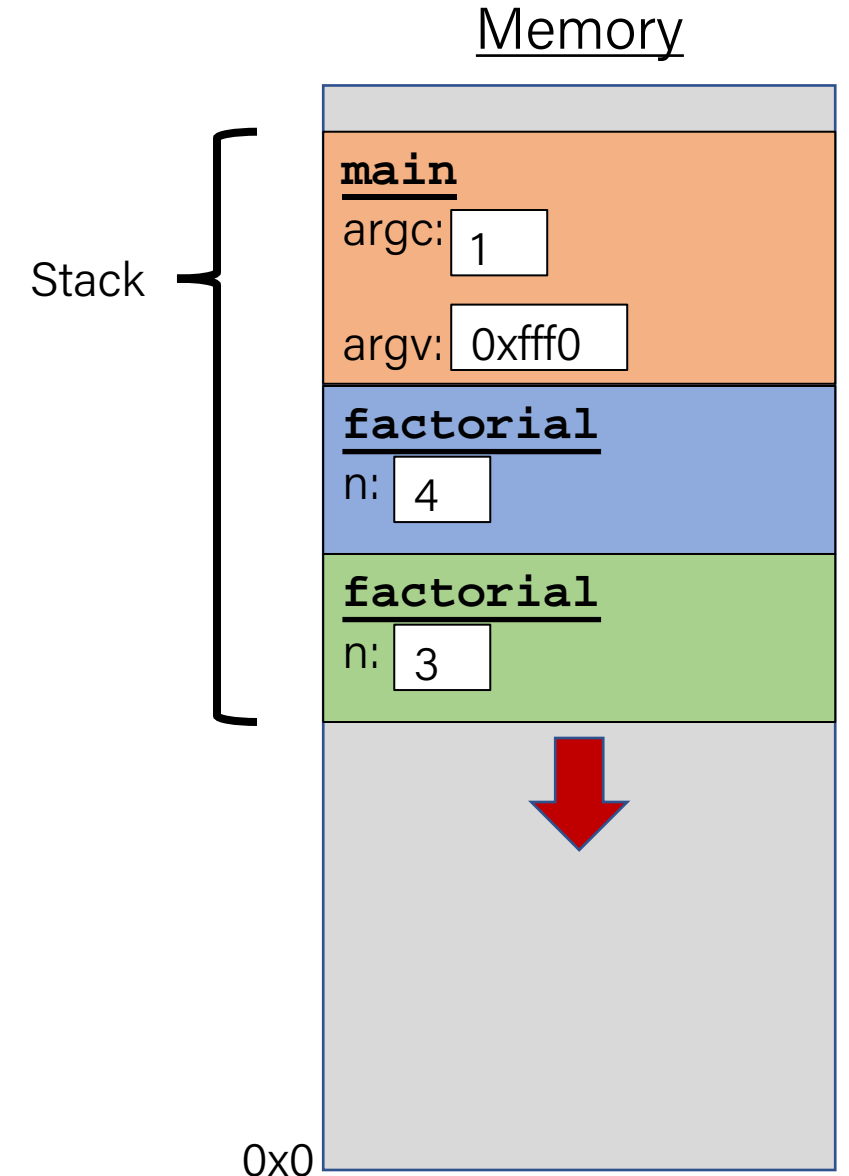 Memory
Stack
main
argc: 1
argv: 0xfff0
factorial
n: 4
factorial
n: 3
0x0